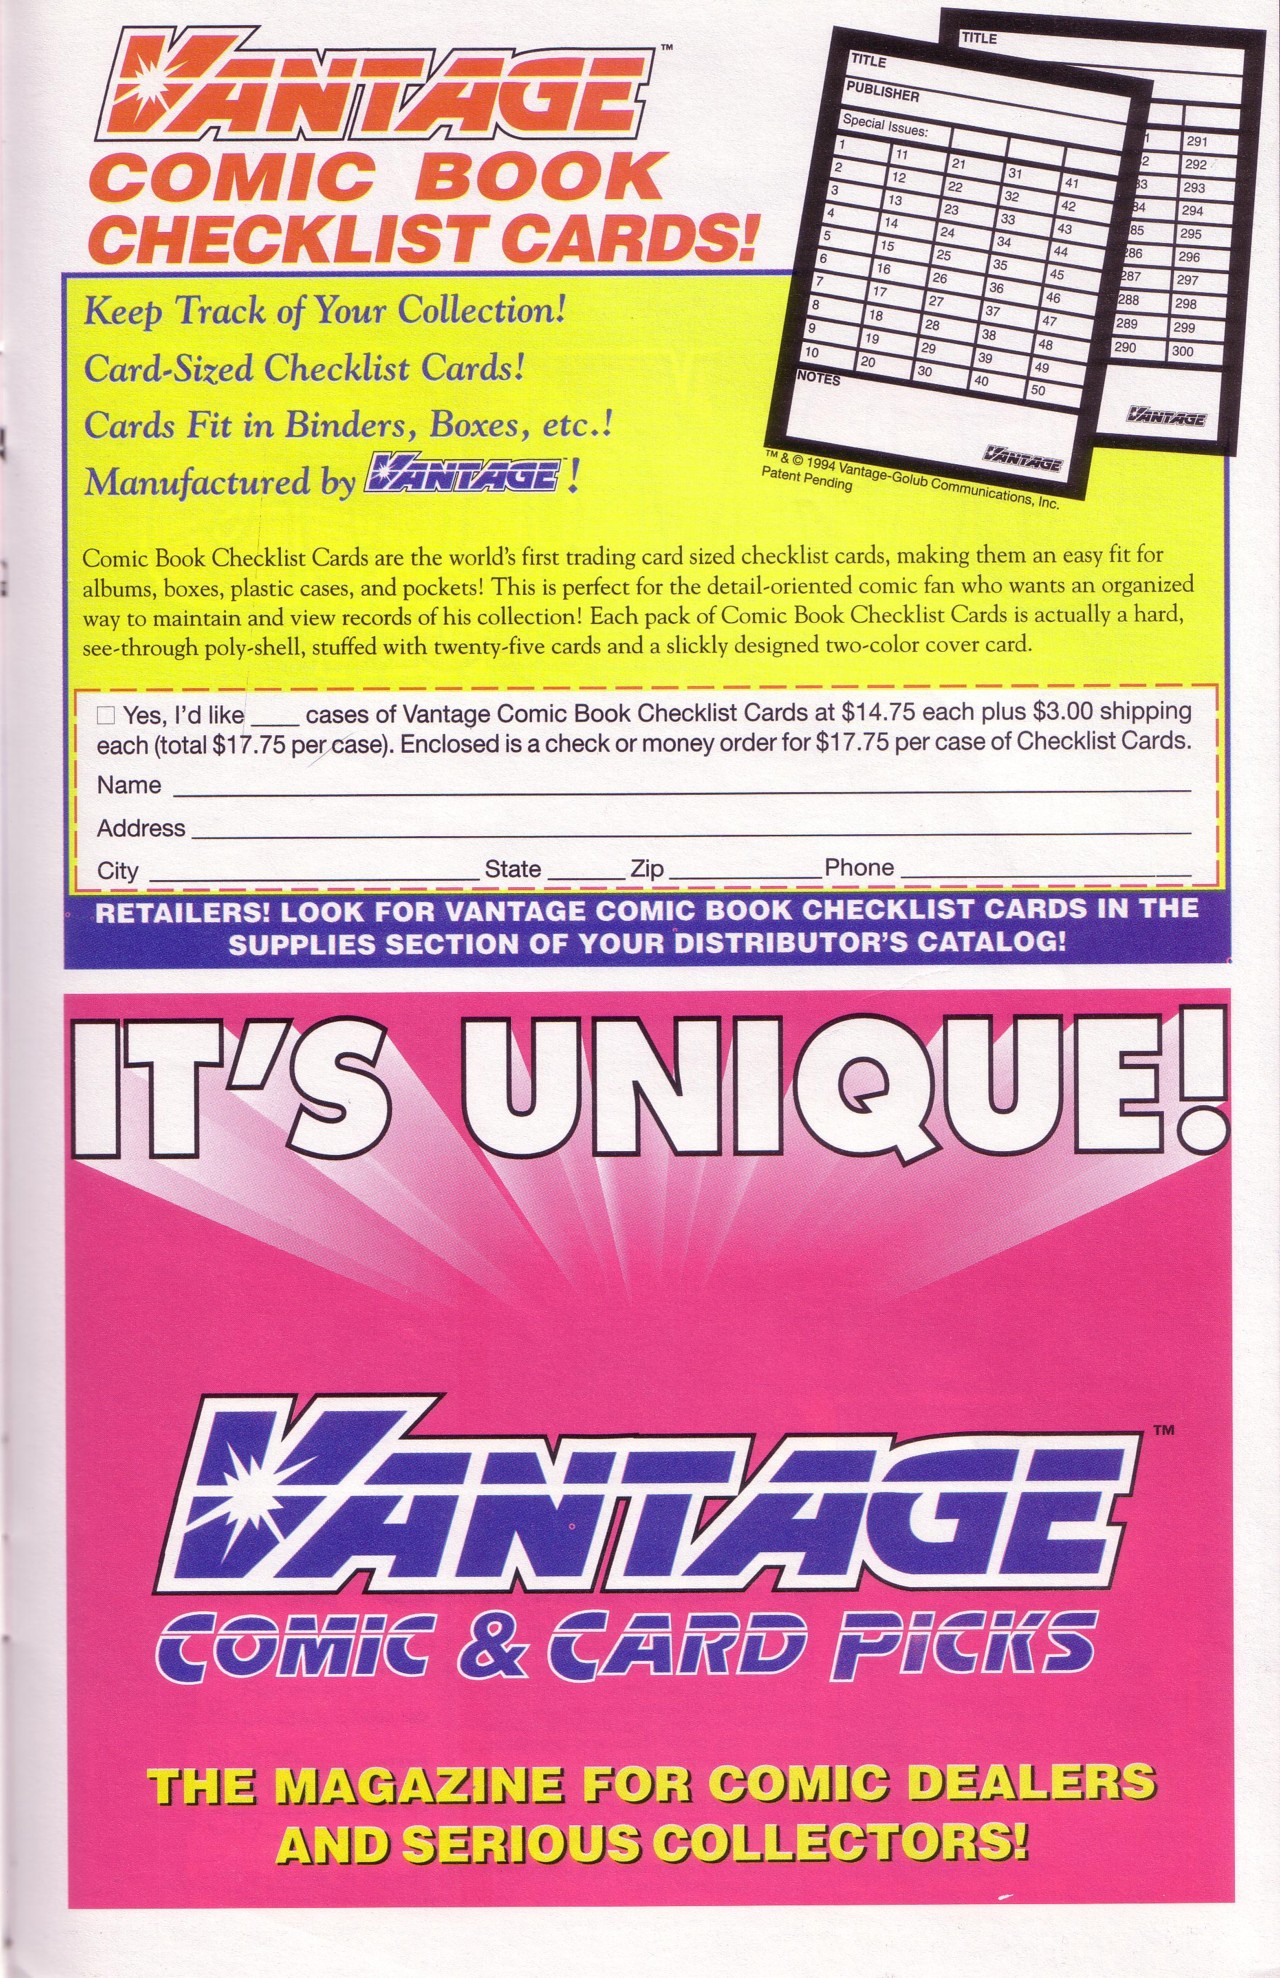 VANTAGE™
COMIC BOOK
CHECKLIST CARDS!
TITLE
TITLE
PUBLISHER
Special Issues:
1 11 21 31 41
2 12 22 32 42
3 13 23 33 43
4 14 24 34 44
5 15 25 35 45
6 16 26 36 46
7 17 27 37 47
8 18 28 38 48
9 19 29 39 49
10 20 30 40 50
NOTES
VANTAGE
1 291
2 292
83 293
84 294
85 295
286 296
287 297
288 298
289 299
290 300
VANTAGE
™ & © 1994 Vantage-Golub Communications, Inc.
Patent Pending
Keep Track of Your Collection!
Card-Sized Checklist Cards!
Cards Fit in Binders, Boxes, etc.!
Manufactured by VANTAGE™!
Comic Book Checklist Cards are the world's first trading card sized checklist cards, making them an easy fit for
albums, boxes, plastic cases, and pockets! This is perfect for the detail-oriented comic fan who wants an organized
way to maintain and view records of his collection! Each pack of Comic Book Checklist Cards is actually a hard,
see-through poly-shell, stuffed with twenty-five cards and a slickly designed two-color cover card.
☐ Yes, I'd like ____ cases of Vantage Comic Book Checklist Cards at $14.75 each plus $3.00 shipping
each (total $17.75 per case). Enclosed is a check or money order for $17.75 per case of Checklist Cards.
Name
Address
City State Zip Phone
RETAILERS! LOOK FOR VANTAGE COMIC BOOK CHECKLIST CARDS IN THE
SUPPLIES SECTION OF YOUR DISTRIBUTOR'S CATALOG!
IT'S UNIQUE!
VANTAGE™
COMIC & CARD PICKS
THE MAGAZINE FOR COMIC DEALERS
AND SERIOUS COLLECTORS!